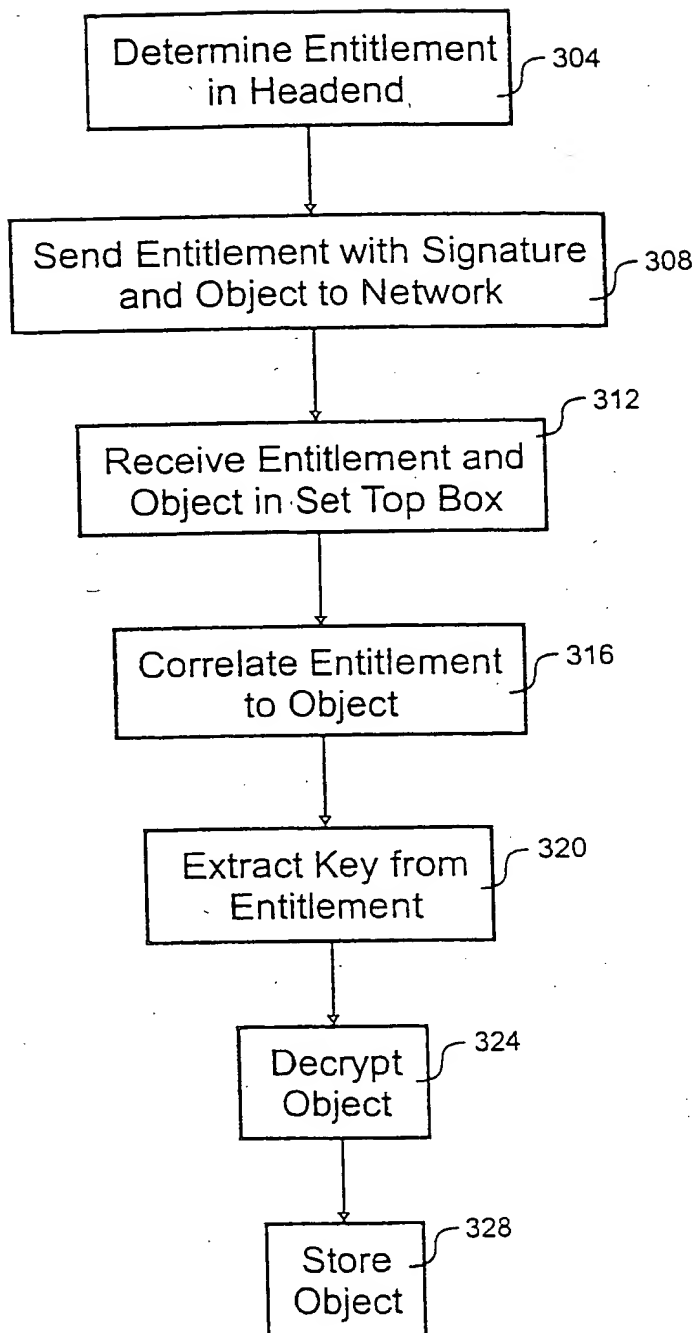 Determine Entitlement
in Headend
304
Send Entitlement with Signature
and Object to Network
308
312
Receive Entitlement and
Object in Set Top Box
Correlate Entitlement
to Object
316
Extract Key from
Entitlement
320
Decrypt
Object
324
Store
Object
328